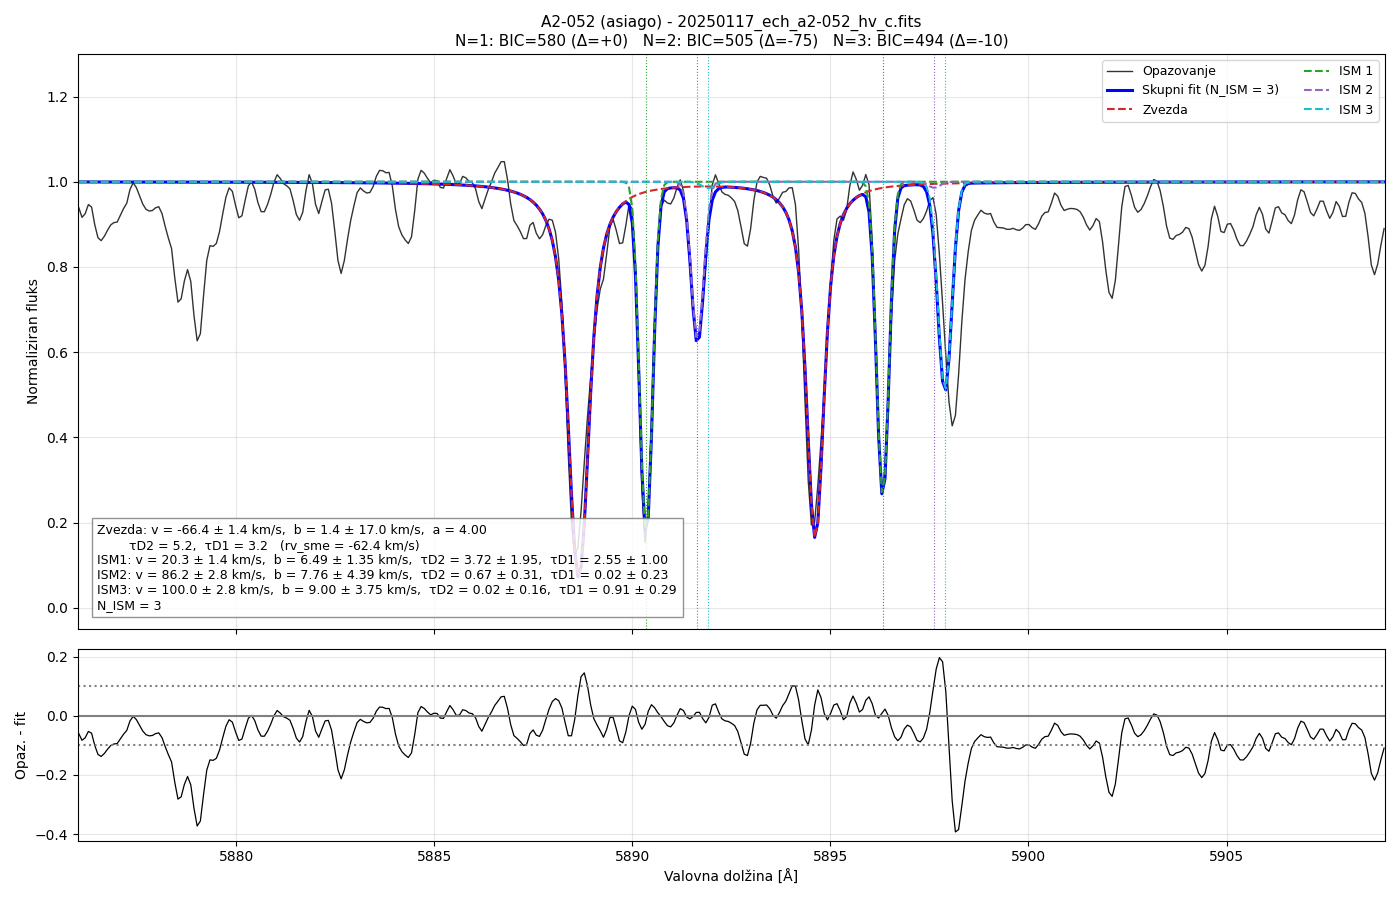 A2-052 (asiago) - 20250117_ech_a2-052_hv_c.fits
N=1: BIC=580 (Δ=+0)   N=2: BIC=505 (Δ=-75)   N=3: BIC=494 (Δ=-10)
Normaliziran fluks
1.2
1.0
0.8
0.6
0.4
0.2
0.0
Opazovanje
Skupni fit (N_ISM = 3)
Zvezda
ISM 1
ISM 2
ISM 3
Zvezda: v = -66.4 ± 1.4 km/s,  b = 1.4 ± 17.0 km/s,  a = 4.00
τD2 = 5.2,  τD1 = 3.2   (rv_sme = -62.4 km/s)
ISM1: v = 20.3 ± 1.4 km/s,  b = 6.49 ± 1.35 km/s,  τD2 = 3.72 ± 1.95,  τD1 = 2.55 ± 1.00
ISM2: v = 86.2 ± 2.8 km/s,  b = 7.76 ± 4.39 km/s,  τD2 = 0.67 ± 0.31,  τD1 = 0.02 ± 0.23
ISM3: v = 100.0 ± 2.8 km/s,  b = 9.00 ± 3.75 km/s,  τD2 = 0.02 ± 0.16,  τD1 = 0.91 ± 0.29
N_ISM = 3
Opaz. - fit
0.2
0.0
−0.2
−0.4
5880
5885
5890
5895
5900
5905
Valovna dolžina [Å]